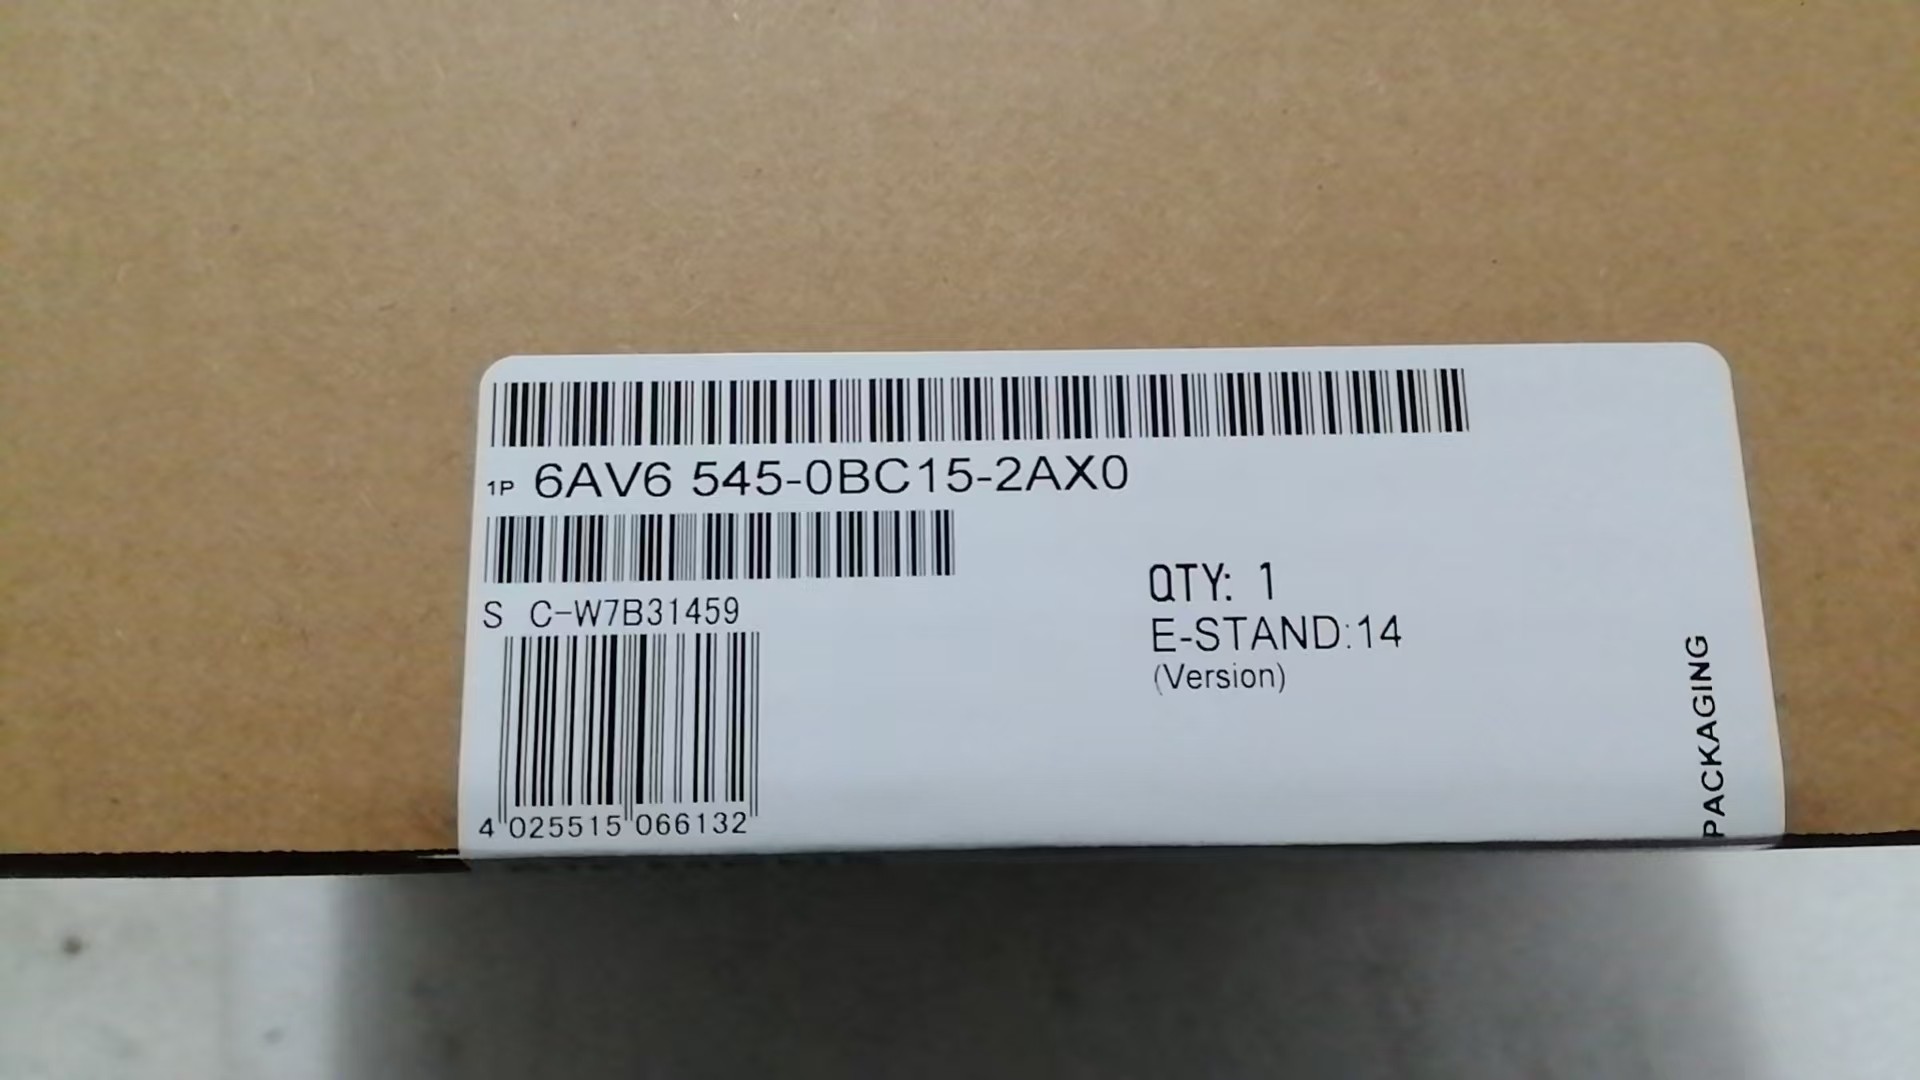 1P 6AV6 545-0BC15-2AX0
S C-W7B31459
QTY: 1
E-STAND:14
(Version)
4 025515 066132
PACKAGING